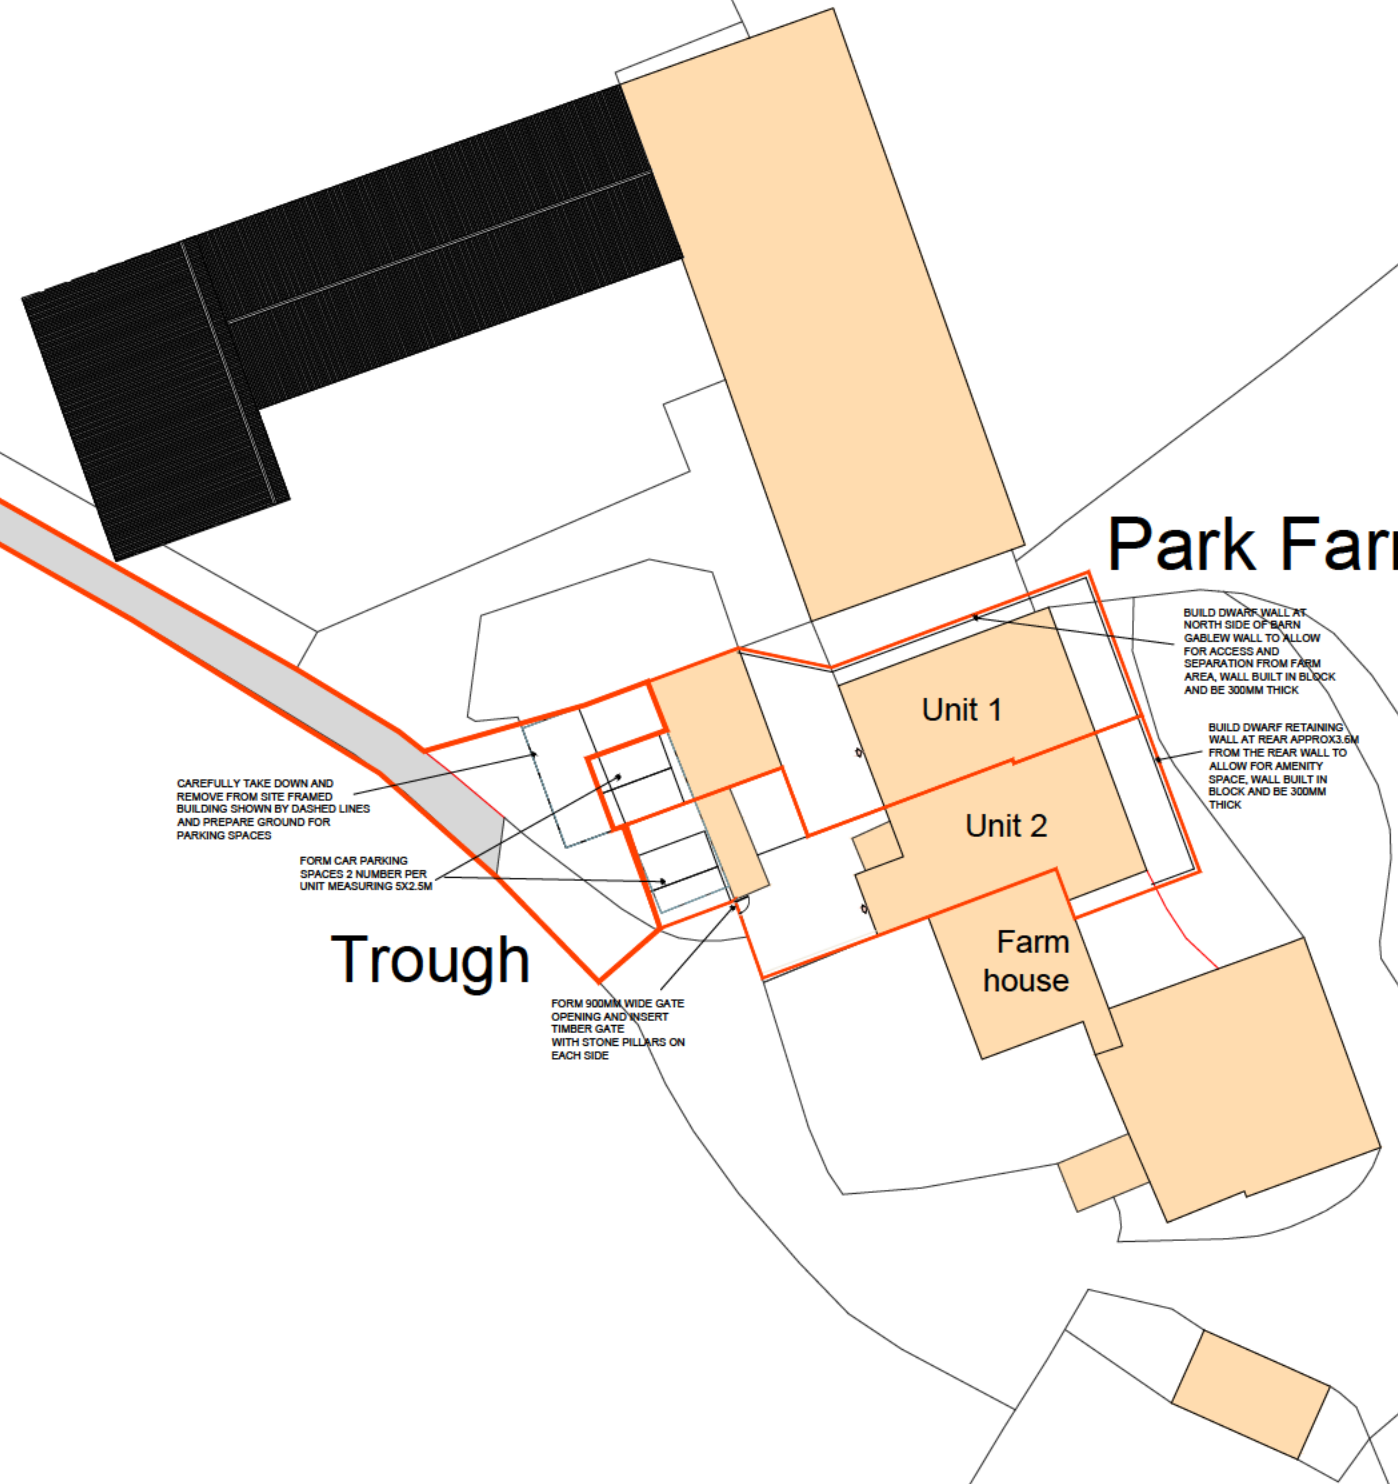 Park Farm
BUILD DWARF WALL AT
NORTH SIDE OF BARN
GABLEW WALL TO ALLOW
FOR ACCESS AND
SEPARATION FROM FARM
AREA, WALL BUILT IN BLOCK
AND BE 300MM THICK
Unit 1
BUILD DWARF RETAINING
WALL AT REAR APPROX3.6M
FROM THE REAR WALL TO
ALLOW FOR AMENITY
SPACE, WALL BUILT IN
BLOCK AND BE 300MM
THICK
CAREFULLY TAKE DOWN AND
REMOVE FROM SITE FRAMED
BUILDING SHOWN BY DASHED LINES
AND PREPARE GROUND FOR
PARKING SPACES
Unit 2
FORM CAR PARKING
SPACES 2 NUMBER PER
UNIT MEASURING 5X2.5M
Trough
Farm
house
FORM 900MM WIDE GATE
OPENING AND INSERT
TIMBER GATE
WITH STONE PILLARS ON
EACH SIDE